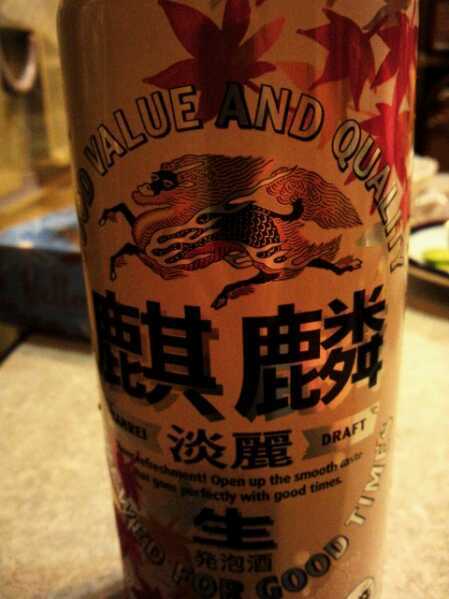 VALUE AND QUALITY
麒麟
淡麗
DRAFT
refreshment! Open up the smooth taste
goes perfectly with good times.
生
発泡酒
FOR GOOD TIMES